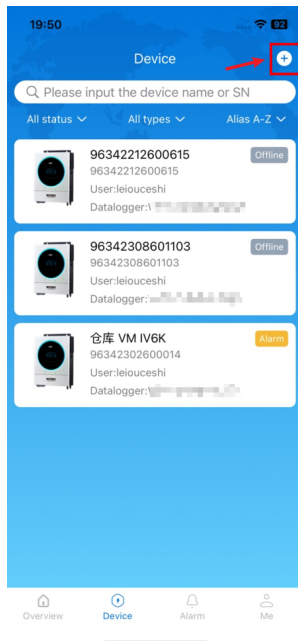 19:50
92
Device
Please input the device name or SN
All status
All types
Alias A-Z
96342212600615
Offline
96342212600615
User:leiouceshi
Datalogger:
96342308601103
Offline
96342308601103
User:leiouceshi
Datalogger:
仓库 VM IV6K
Alarm
96342302600014
User:leiouceshi
Datalogger:
Overview
Device
Alarm
Me